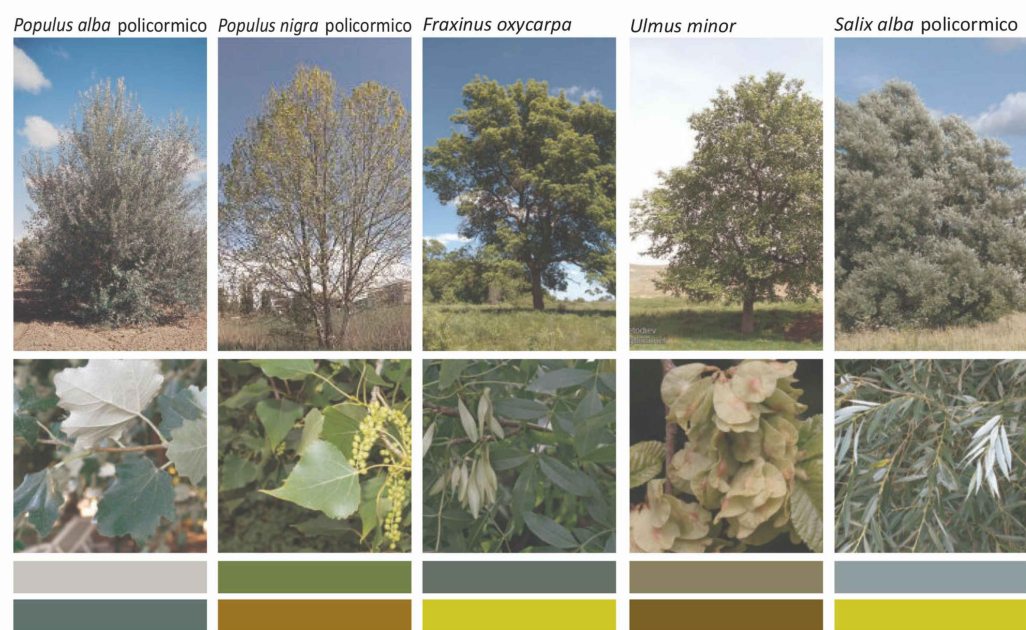 Populus alba policormico
Populus nigra policormico
Fraxinus oxycarpa
Ulmus minor
Salix alba policormico